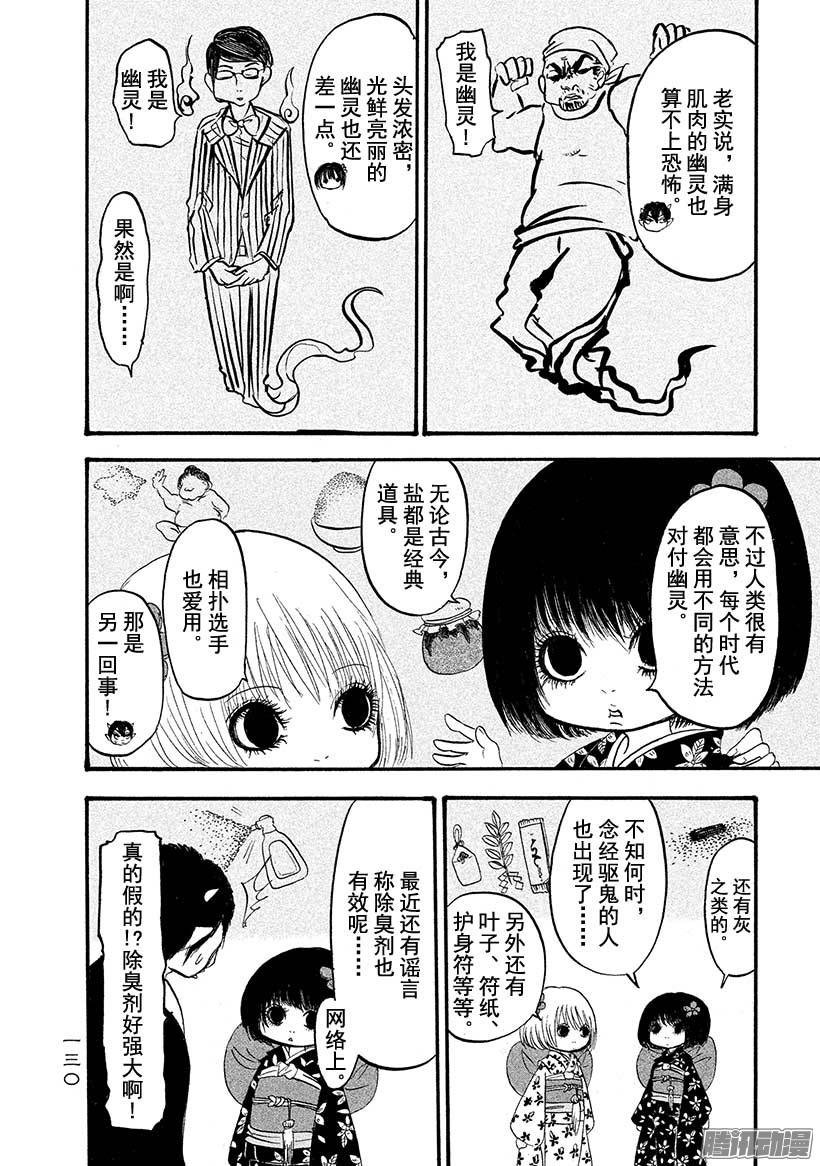 老实说，满身
肌肉的幽灵也
算不上恐怖。
我是幽灵！
头发浓密，
光鲜亮丽的
幽灵也还
差一点。
我是
幽灵！
果然是啊……
不过人类很有
意思，每个时代
都会用不同的方法
对付幽灵。
无论古今，
盐都是经典
道具。
相扑选手
也爱用。
那是
另一回事！
还有灰
之类的。
不知何时，
念经驱鬼的人
也出现了……
另外还有
叶子、符纸、
护身符等等。
最近还有谣言
称除臭剂也
有效呢……
网络上。
真的假的！？除臭剂好强大啊！
一三〇
腾讯动漫